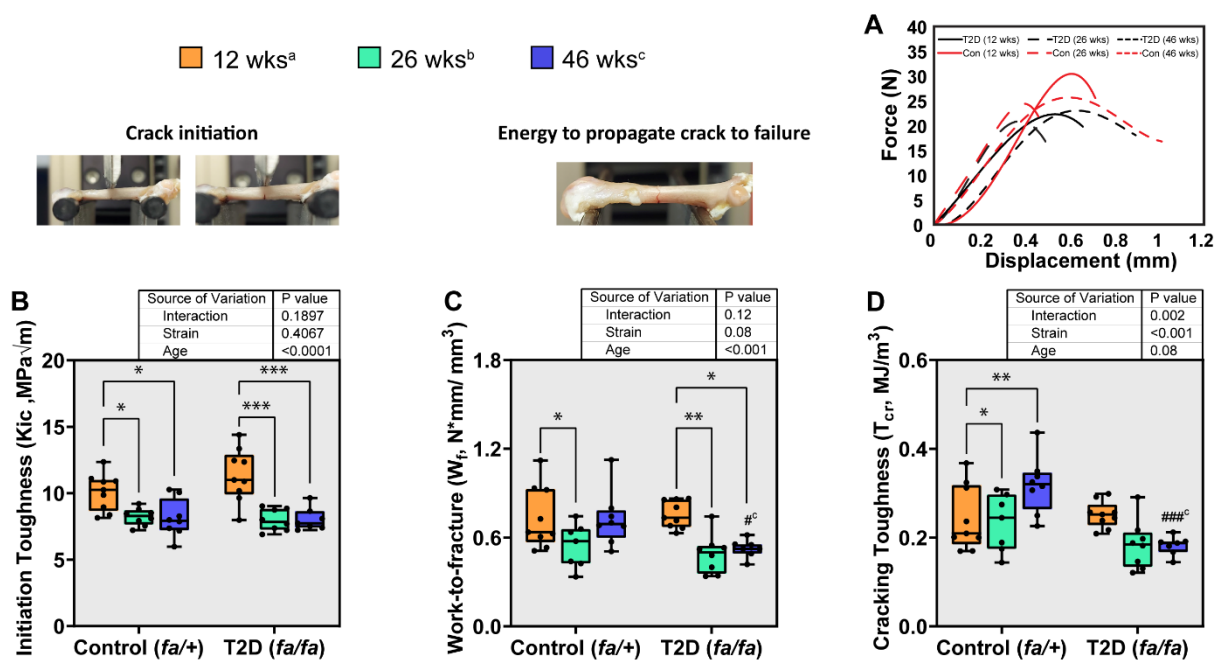 12 wksᵃ 26 wksᵇ 46 wksᶜ
Crack initiation
Energy to propagate crack to failure
A
Force (N)
40
35
30
25
20
15
10
5
0
T2D (12 wks) T2D (26 wks) T2D (46 wks)
Con (12 wks) Con (26 wks) Con (46 wks)
0 0.2 0.4 0.6 0.8 1.0 1.2
Displacement (mm)
B
Source of Variation P value
Interaction 0.1897
Strain 0.4067
Age <0.0001
Initiation Toughness (Kic ,MPa√m)
20
15
10
5
0
* ***
* ***
Control (fa/+) T2D (fa/fa)
C
Source of Variation P value
Interaction 0.12
Strain 0.08
Age <0.001
Work-to-fracture (W_f, N*mm/ mm³)
1.8
1.2
0.6
0.0
*
* **
#ᶜ
Control (fa/+) T2D (fa/fa)
D
Source of Variation P value
Interaction 0.002
Strain <0.001
Age 0.08
Cracking Toughness (T_cr, MJ/m³)
0.6
0.4
0.2
0.0
**
*
###ᶜ
Control (fa/+) T2D (fa/fa)